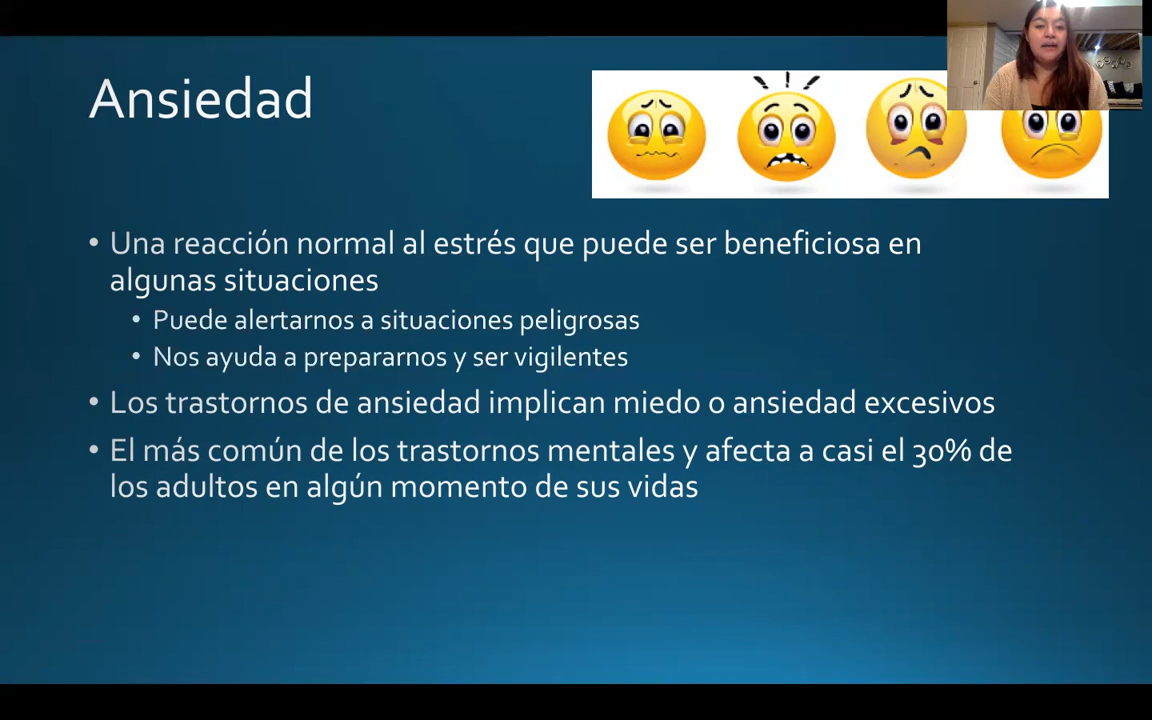 Ansiedad
• Una reacción normal al estrés que puede ser beneficiosa en
algunas situaciones
• Puede alertarnos a situaciones peligrosas
• Nos ayuda a prepararnos y ser vigilentes
• Los trastornos de ansiedad implican miedo o ansiedad excesivos
• El más común de los trastornos mentales y afecta a casi el 30% de
los adultos en algún momento de sus vidas